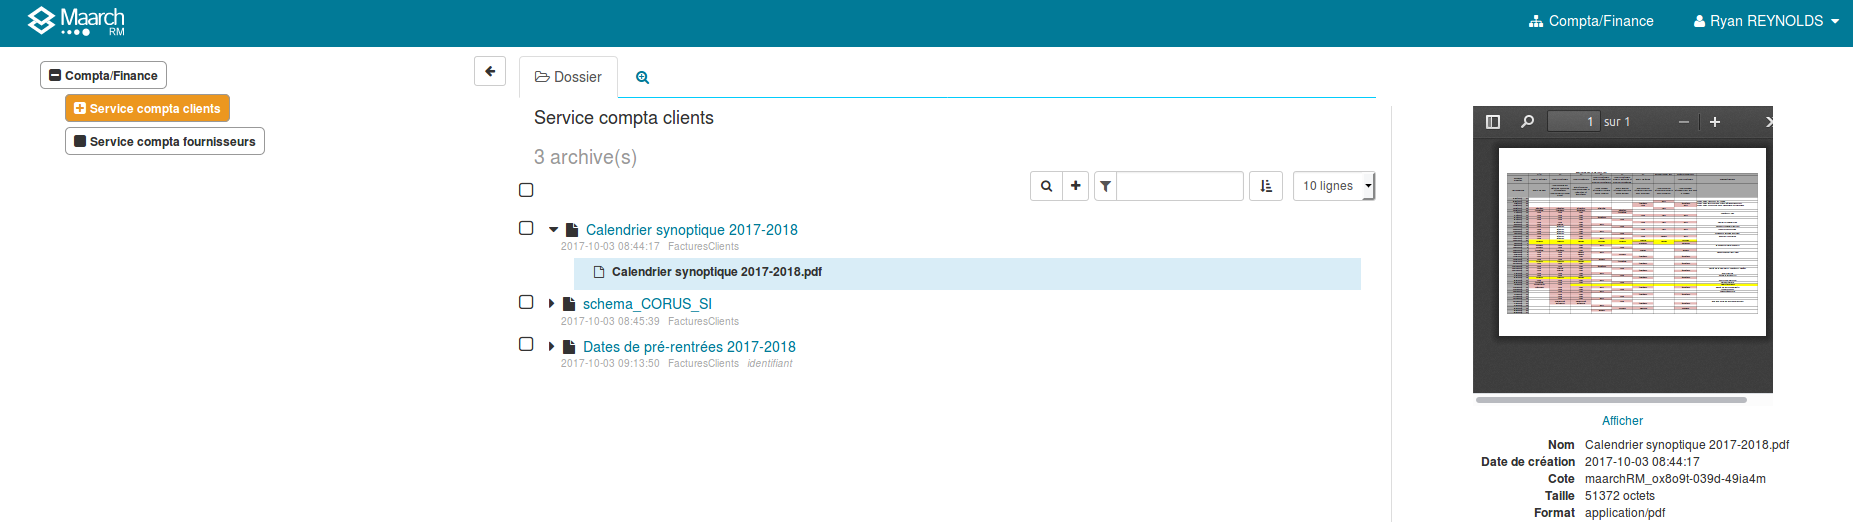 Maarch
RM
Compta/Finance
Ryan REYNOLDS
Compta/Finance
Service compta clients
Service compta fournisseurs
Dossier
Service compta clients
3 archive(s)
10 lignes
Calendrier synoptique 2017-2018
2017-10-03 08:44:17 FacturesClients
Calendrier synoptique 2017-2018.pdf
schema_CORUS_SI
2017-10-03 08:45:39 FacturesClients
Dates de pré-rentrées 2017-2018
2017-10-03 09:13:50 FacturesClients identifiant
1 sur 1
Afficher
Nom Calendrier synoptique 2017-2018.pdf
Date de création 2017-10-03 08:44:17
Cote maarchRM_ox8o9t-039d-49ia4m
Taille 51372 octets
Format application/pdf